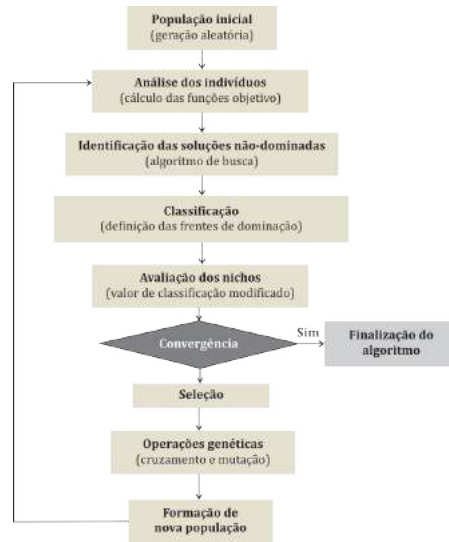 População inicial
(geração aleatória)
Análise dos indivíduos
(cálculo das funções objetivo)
Identificação das soluções não-dominadas
(algoritmo de busca)
Classificação
(definição das frentes de dominação)
Avaliação dos nichos
(valor de classificação modificado)
Convergência
Sim
Finalização do
algoritmo
Seleção
Operações genéticas
(cruzamento e mutação)
Formação de
nova população